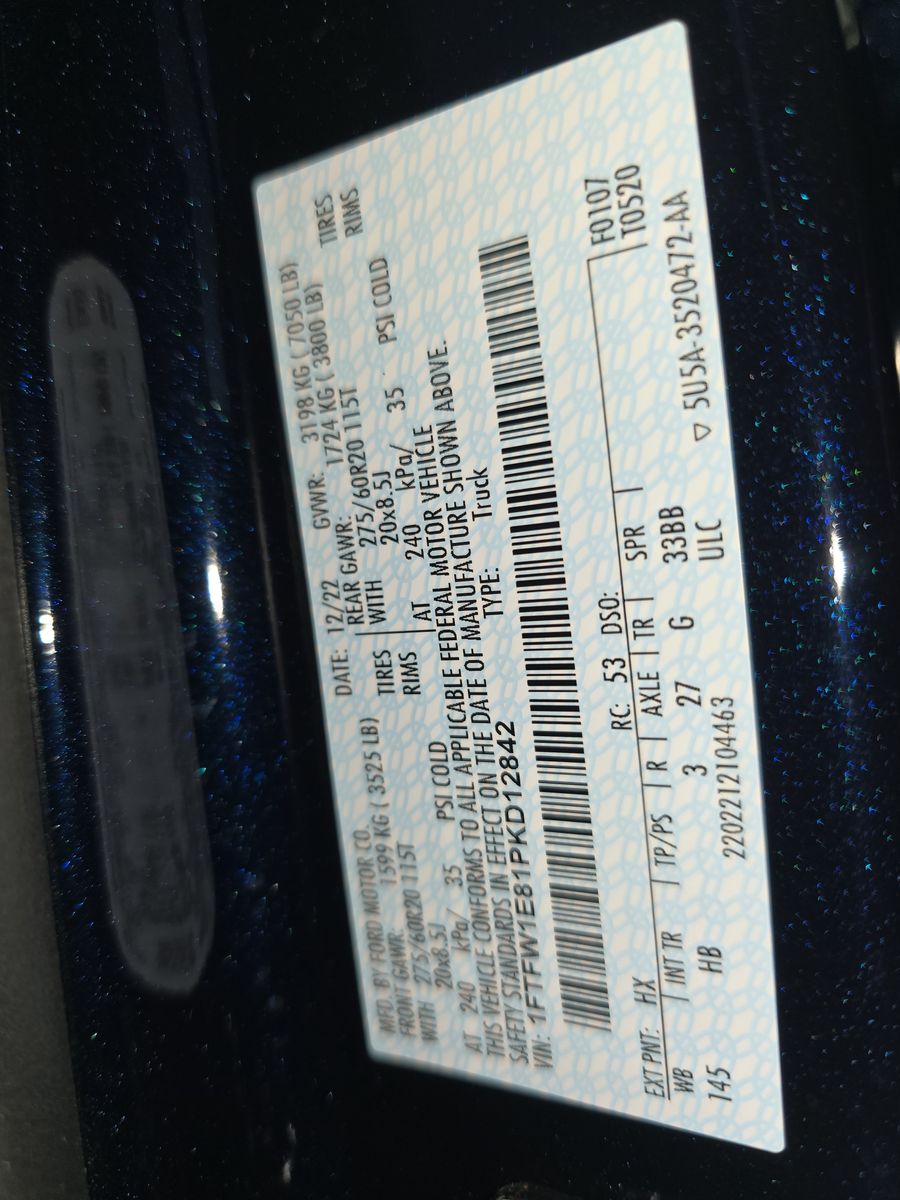 MFD. BY FORD MOTOR CO. DATE: 12/22 GVWR: 3198 KG ( 7050 LB)
FRONT GAWR: 1599 KG ( 3525 LB) REAR GAWR: 1724 KG ( 3800 LB)
WITH 275/60R20 115T TIRES WITH 275/60R20 115T TIRES
20x8.5J RIMS 20x8.5J RIMS
AT 240 kPa/ 35 PSI COLD AT 240 kPa/ 35 PSI COLD
THIS VEHICLE CONFORMS TO ALL APPLICABLE FEDERAL MOTOR VEHICLE
SAFETY STANDARDS IN EFFECT ON THE DATE OF MANUFACTURE SHOWN ABOVE.
VIN: 1FTFW1E81PKD12842 TYPE: Truck
F0107
T0520
EXT PNT: HX RC: 53 DSO:
WB INT TR TP/PS R AXLE TR SPR
145 HB 3 27 G 33BB
ULC
2202212104463
▽ 5U5A-3520472-AA